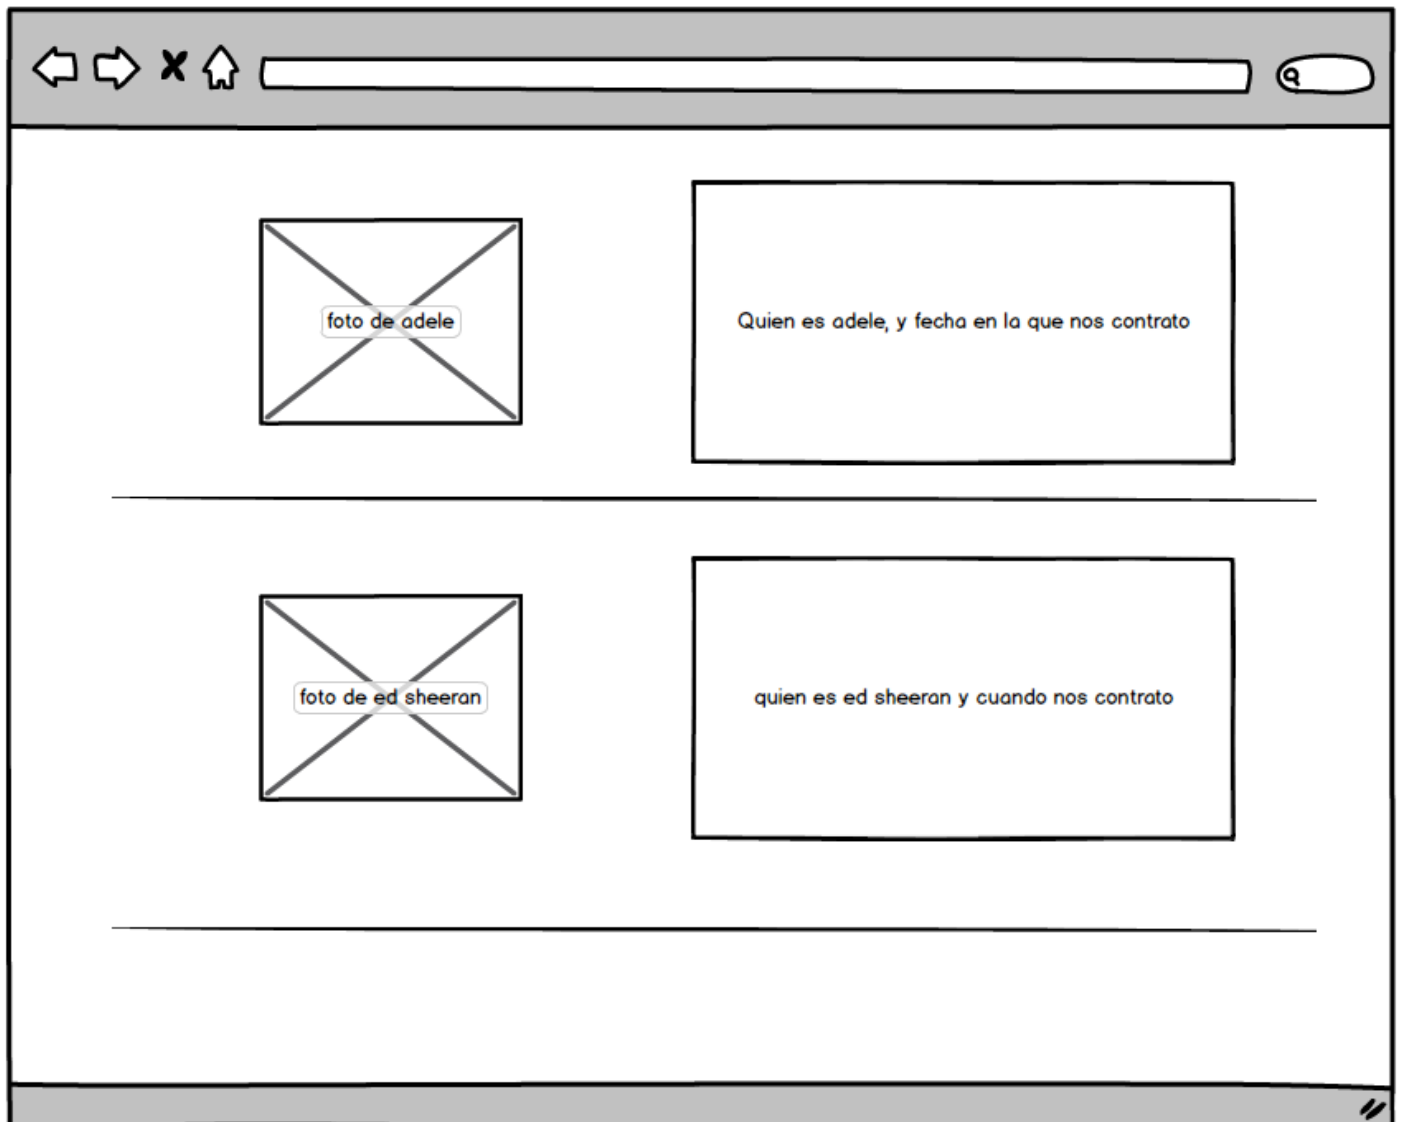 foto de adele
Quien es adele, y fecha en la que nos contrato
foto de ed sheeran
quien es ed sheeran y cuando nos contrato